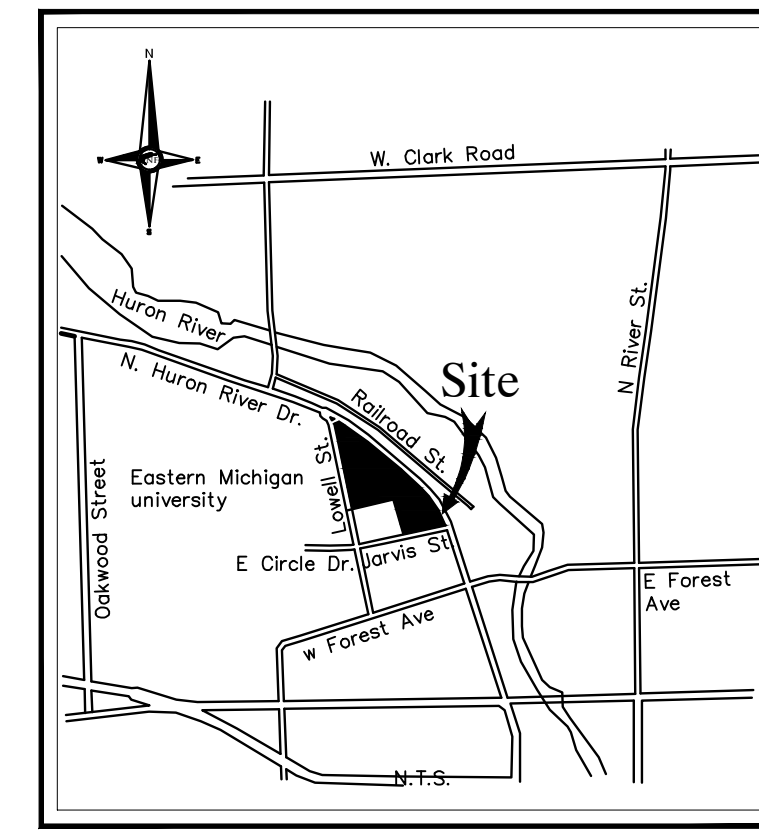 N
W. Clark Road
W
E
S
Huron River
N River St.
N. Huron River Dr.
Site
Railroad St.
Lowell St.
Eastern Michigan
university
Oakwood Street
E Circle Dr.
Jarvis St
E Forest
Ave
w Forest Ave
N.T.S.